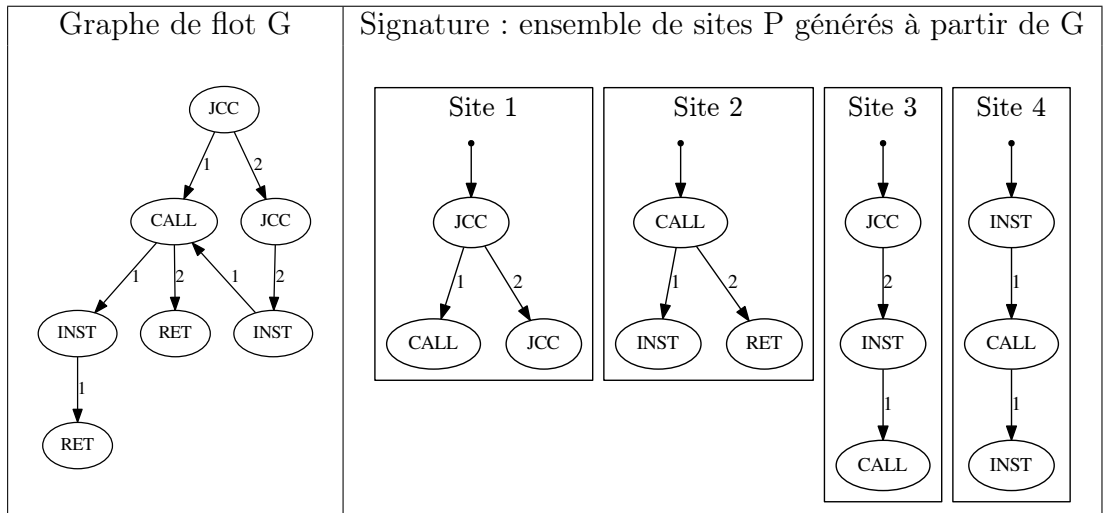 Graphe de flot G
Signature : ensemble de sites P générés à partir de G
JCC
1
2
CALL
JCC
1
2
1
2
INST
RET
INST
1
RET
Site 1
JCC
1
2
CALL
JCC
Site 2
CALL
1
2
INST
RET
Site 3
JCC
2
INST
1
CALL
Site 4
INST
1
CALL
1
INST